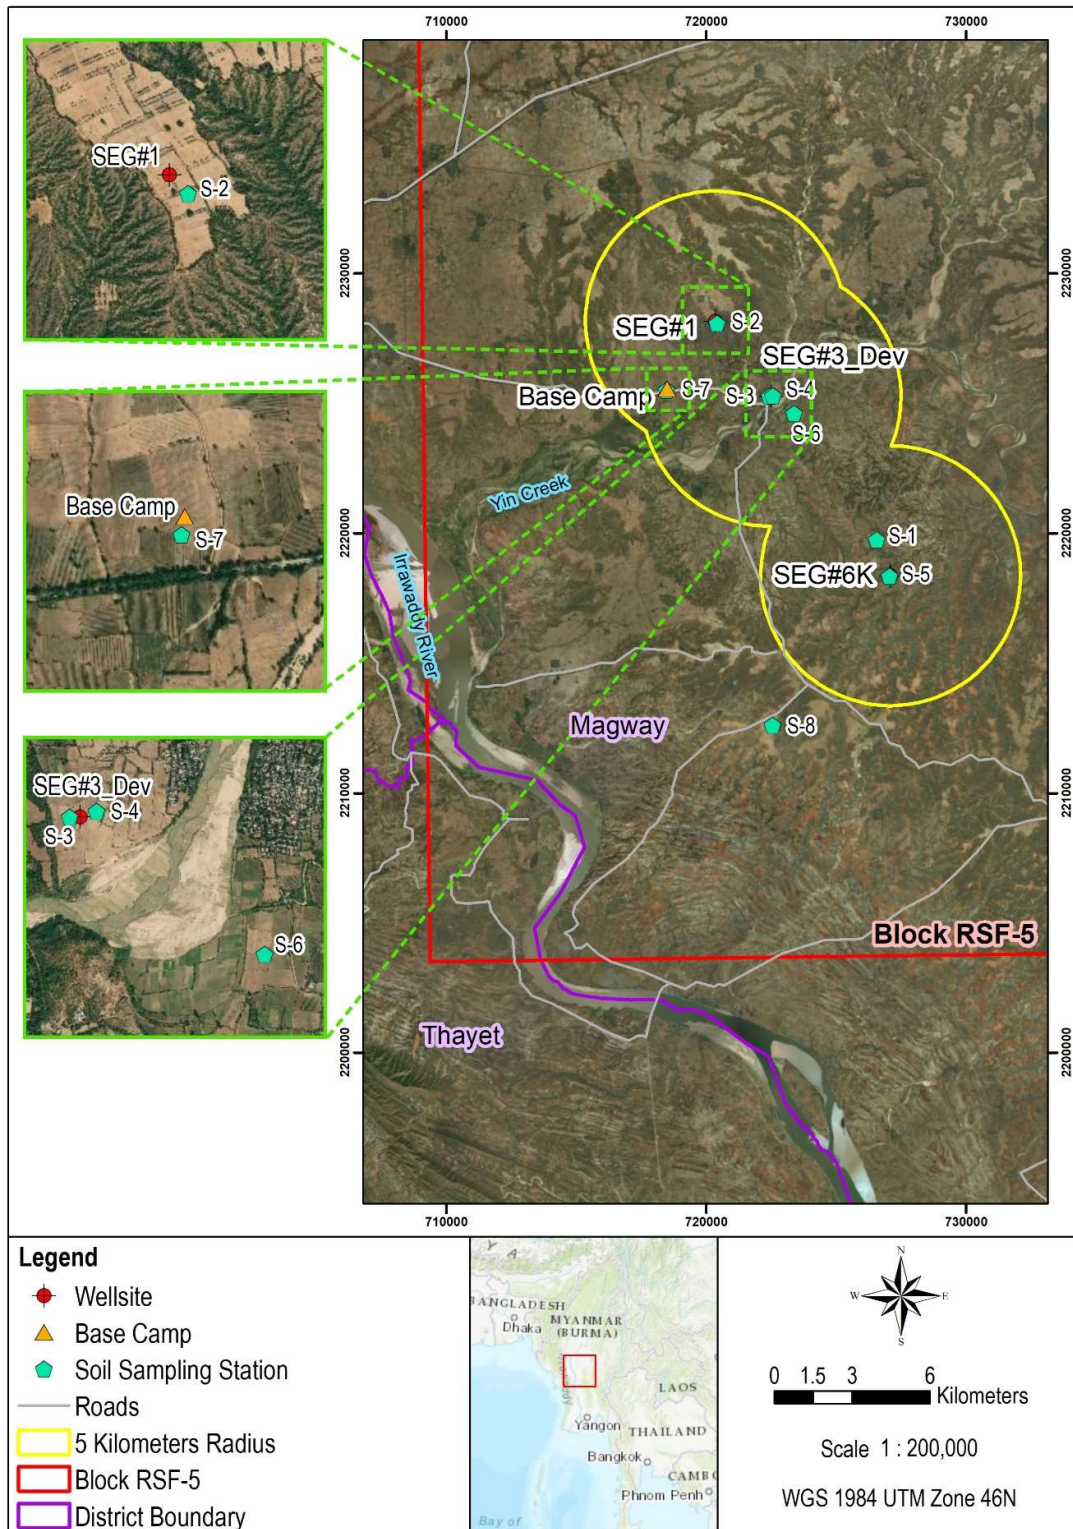 710000
720000
730000
SEG#1
S-2
2230000
2230000
SEG#1
S-2
SEG#3_Dev
Base Camp
S-7
S-3
S-4
S-6
Base Camp
S-7
Yin Creek
2220000
2220000
S-1
SEG#6K
S-5
Irrawaddy River
Magway
S-8
SEG#3_Dev
S-3
S-4
S-6
2210000
2210000
Block RSF-5
Thayet
2200000
2200000
710000
720000
730000
Legend
Wellsite
Base Camp
Soil Sampling Station
Roads
5 Kilometers Radius
Block RSF-5
District Boundary
BANGLADESH
Dhaka
MYANMAR
(BURMA)
LAOS
Yangon
THAILAND
Bangkok
CAMBO
Phnom Penh
Bay of
N
W
E
S
0 1.5 3 6
Kilometers
Scale 1 : 200,000
WGS 1984 UTM Zone 46N